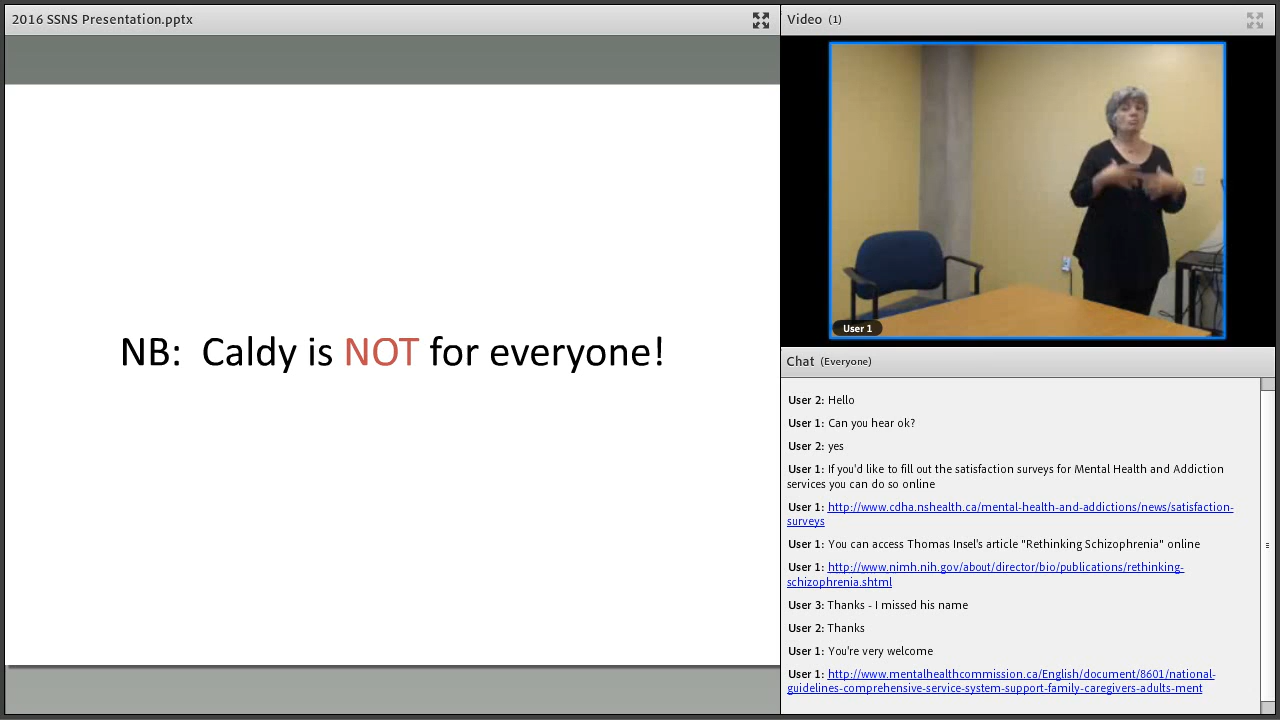 2016 SSNS Presentation.pptx
NB: Caldy is NOT for everyone!
Video (1)
User 1
Chat (Everyone)
User 2: Hello
User 1: Can you hear ok?
User 2: yes
User 1: If you'd like to fill out the satisfaction surveys for Mental Health and Addiction
services you can do so online
User 1: http://www.cdha.nshealth.ca/mental-health-and-addictions/news/satisfaction-
surveys
User 1: You can access Thomas Insel's article "Rethinking Schizophrenia" online
User 1: http://www.nimh.nih.gov/about/director/bio/publications/rethinking-
schizophrenia.shtml
User 3: Thanks - I missed his name
User 2: Thanks
User 1: You're very welcome
User 1: http://www.mentalhealthcommission.ca/English/document/8601/national-
guidelines-comprehensive-service-system-support-family-caregivers-adults-ment